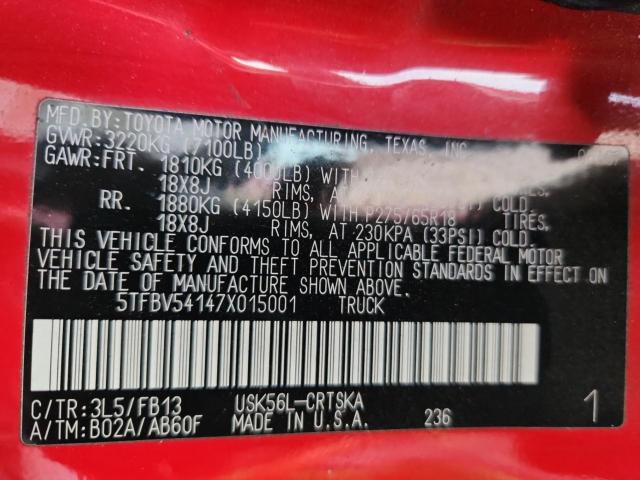 MFD.BY:TOYOTA MOTOR MANUFACTURING, TEXAS, INC.
GVWR:3220KG (7100LB)
GAWR:FRT. 1810KG (4000LB) WITH
18X8J RIMS, AT COLD.
RR. 1880KG (4150LB) WITH P275/65R18 TIRES,
18X8J RIMS, AT 230KPA (33PSI) COLD.
THIS VEHICLE CONFORMS TO ALL APPLICABLE FEDERAL MOTOR
VEHICLE SAFETY AND THEFT PREVENTION STANDARDS IN EFFECT ON
THE DATE OF MANUFACTURE SHOWN ABOVE.
5TFBV54147X015001 TRUCK
C/TR:3L5/FB13 USK56L-CRTSKA
A/TM:B02A/AB60F MADE IN U.S.A. 236 1